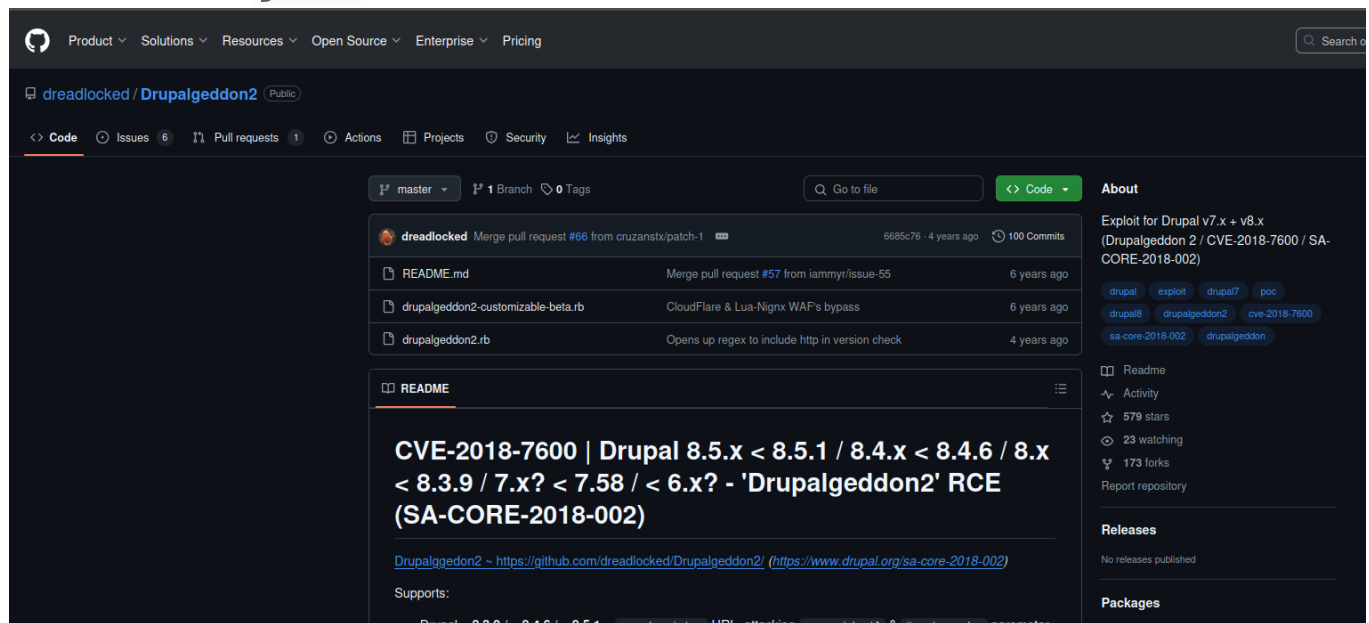 Product Solutions Resources Open Source Enterprise Pricing
Search o
dreadlocked / Drupalgeddon2 Public
<> Code Issues 6 Pull requests 1 Actions Projects Security Insights
master 1 Branch 0 Tags Go to file <> Code
dreadlocked Merge pull request #66 from cruzanstx/patch-1 6685c76 · 4 years ago 100 Commits
README.md Merge pull request #57 from iammyr/issue-55 6 years ago
drupalgeddon2-customizable-beta.rb CloudFlare & Lua-Nignx WAF's bypass 6 years ago
drupalgeddon2.rb Opens up regex to include http in version check 4 years ago
README
CVE-2018-7600 | Drupal 8.5.x < 8.5.1 / 8.4.x < 8.4.6 / 8.x
< 8.3.9 / 7.x? < 7.58 / < 6.x? - 'Drupalgeddon2' RCE
(SA-CORE-2018-002)
Drupalggedon2 ~ https://github.com/dreadlocked/Drupalgeddon2/ (https://www.drupal.org/sa-core-2018-002)
Supports:
About
Exploit for Drupal v7.x + v8.x
(Drupalgeddon 2 / CVE-2018-7600 / SA-
CORE-2018-002)
drupal exploit drupal7 poc
drupal8 drupalgeddon2 cve-2018-7600
sa-core-2018-002 drupalgeddon
Readme
Activity
579 stars
23 watching
173 forks
Report repository
Releases
No releases published
Packages